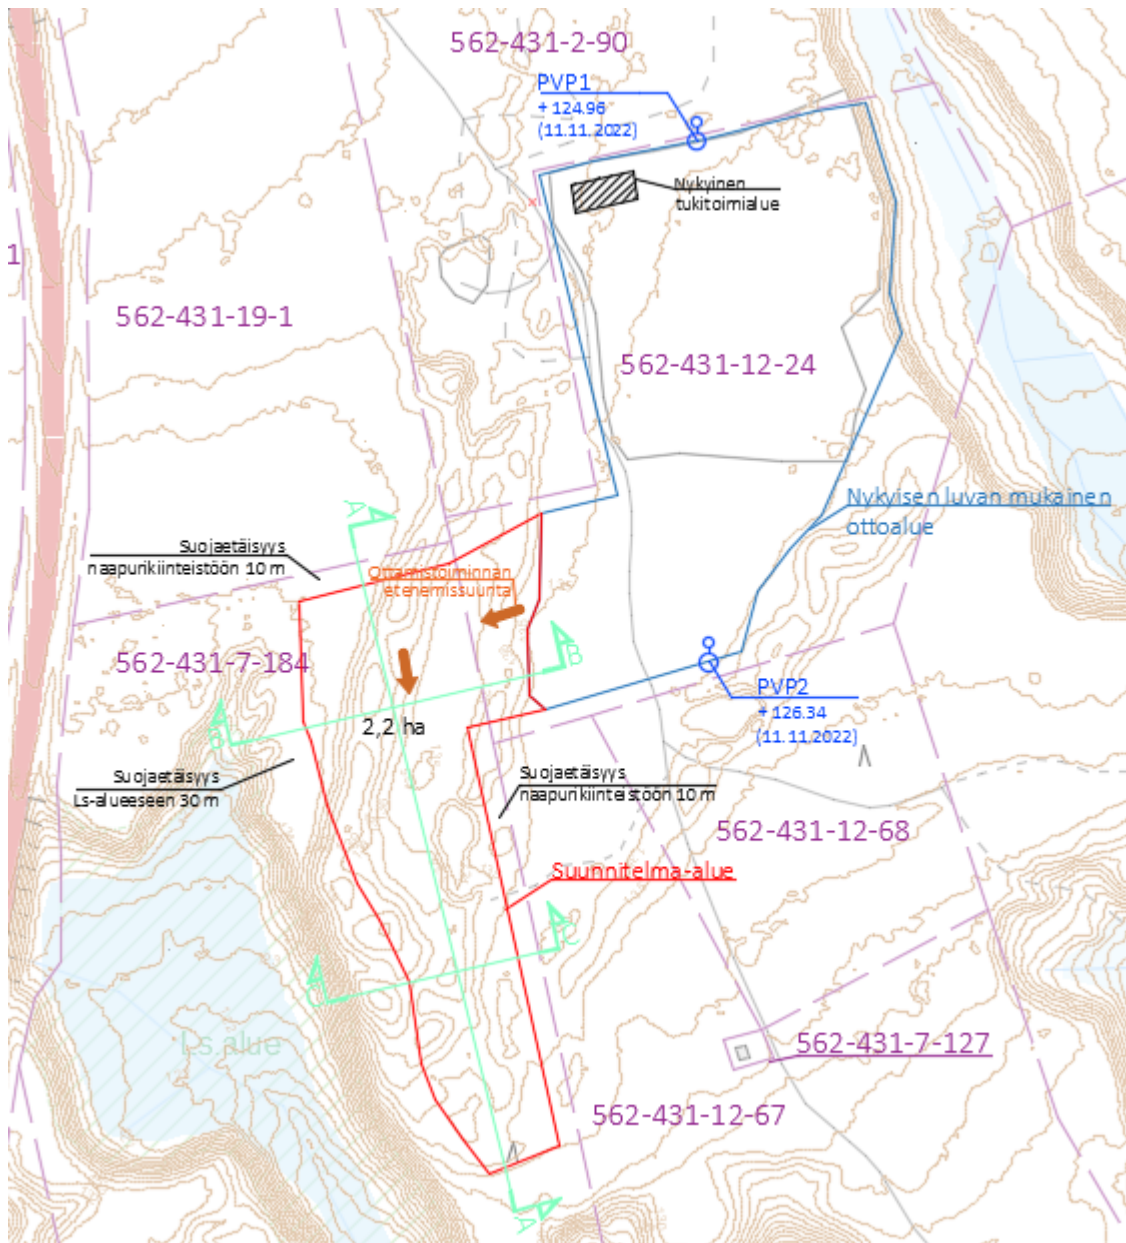 562-431-2-90
PVP1
+ 124.96
(11.11.2022)
Nykyinen
tukitoimialue
1
562-431-19-1
562-431-12-24
Nykyisen luvan mukainen
ottoalue
A
Suojaetäisyys
naapurikiinteistöön 10 m
Ottamistoiminnan
etenemissuunta
562-431-7-184
B
B
PVP2
+ 126.34
(11.11.2022)
2,2 ha
Suojaetäisyys
Ls-alueeseen 30 m
Suojaetäisyys
naapurikiinteistöön 10 m
562-431-12-68
Suunnitelma-alue
C
C
Ls.alue
562-431-7-127
562-431-12-67
A